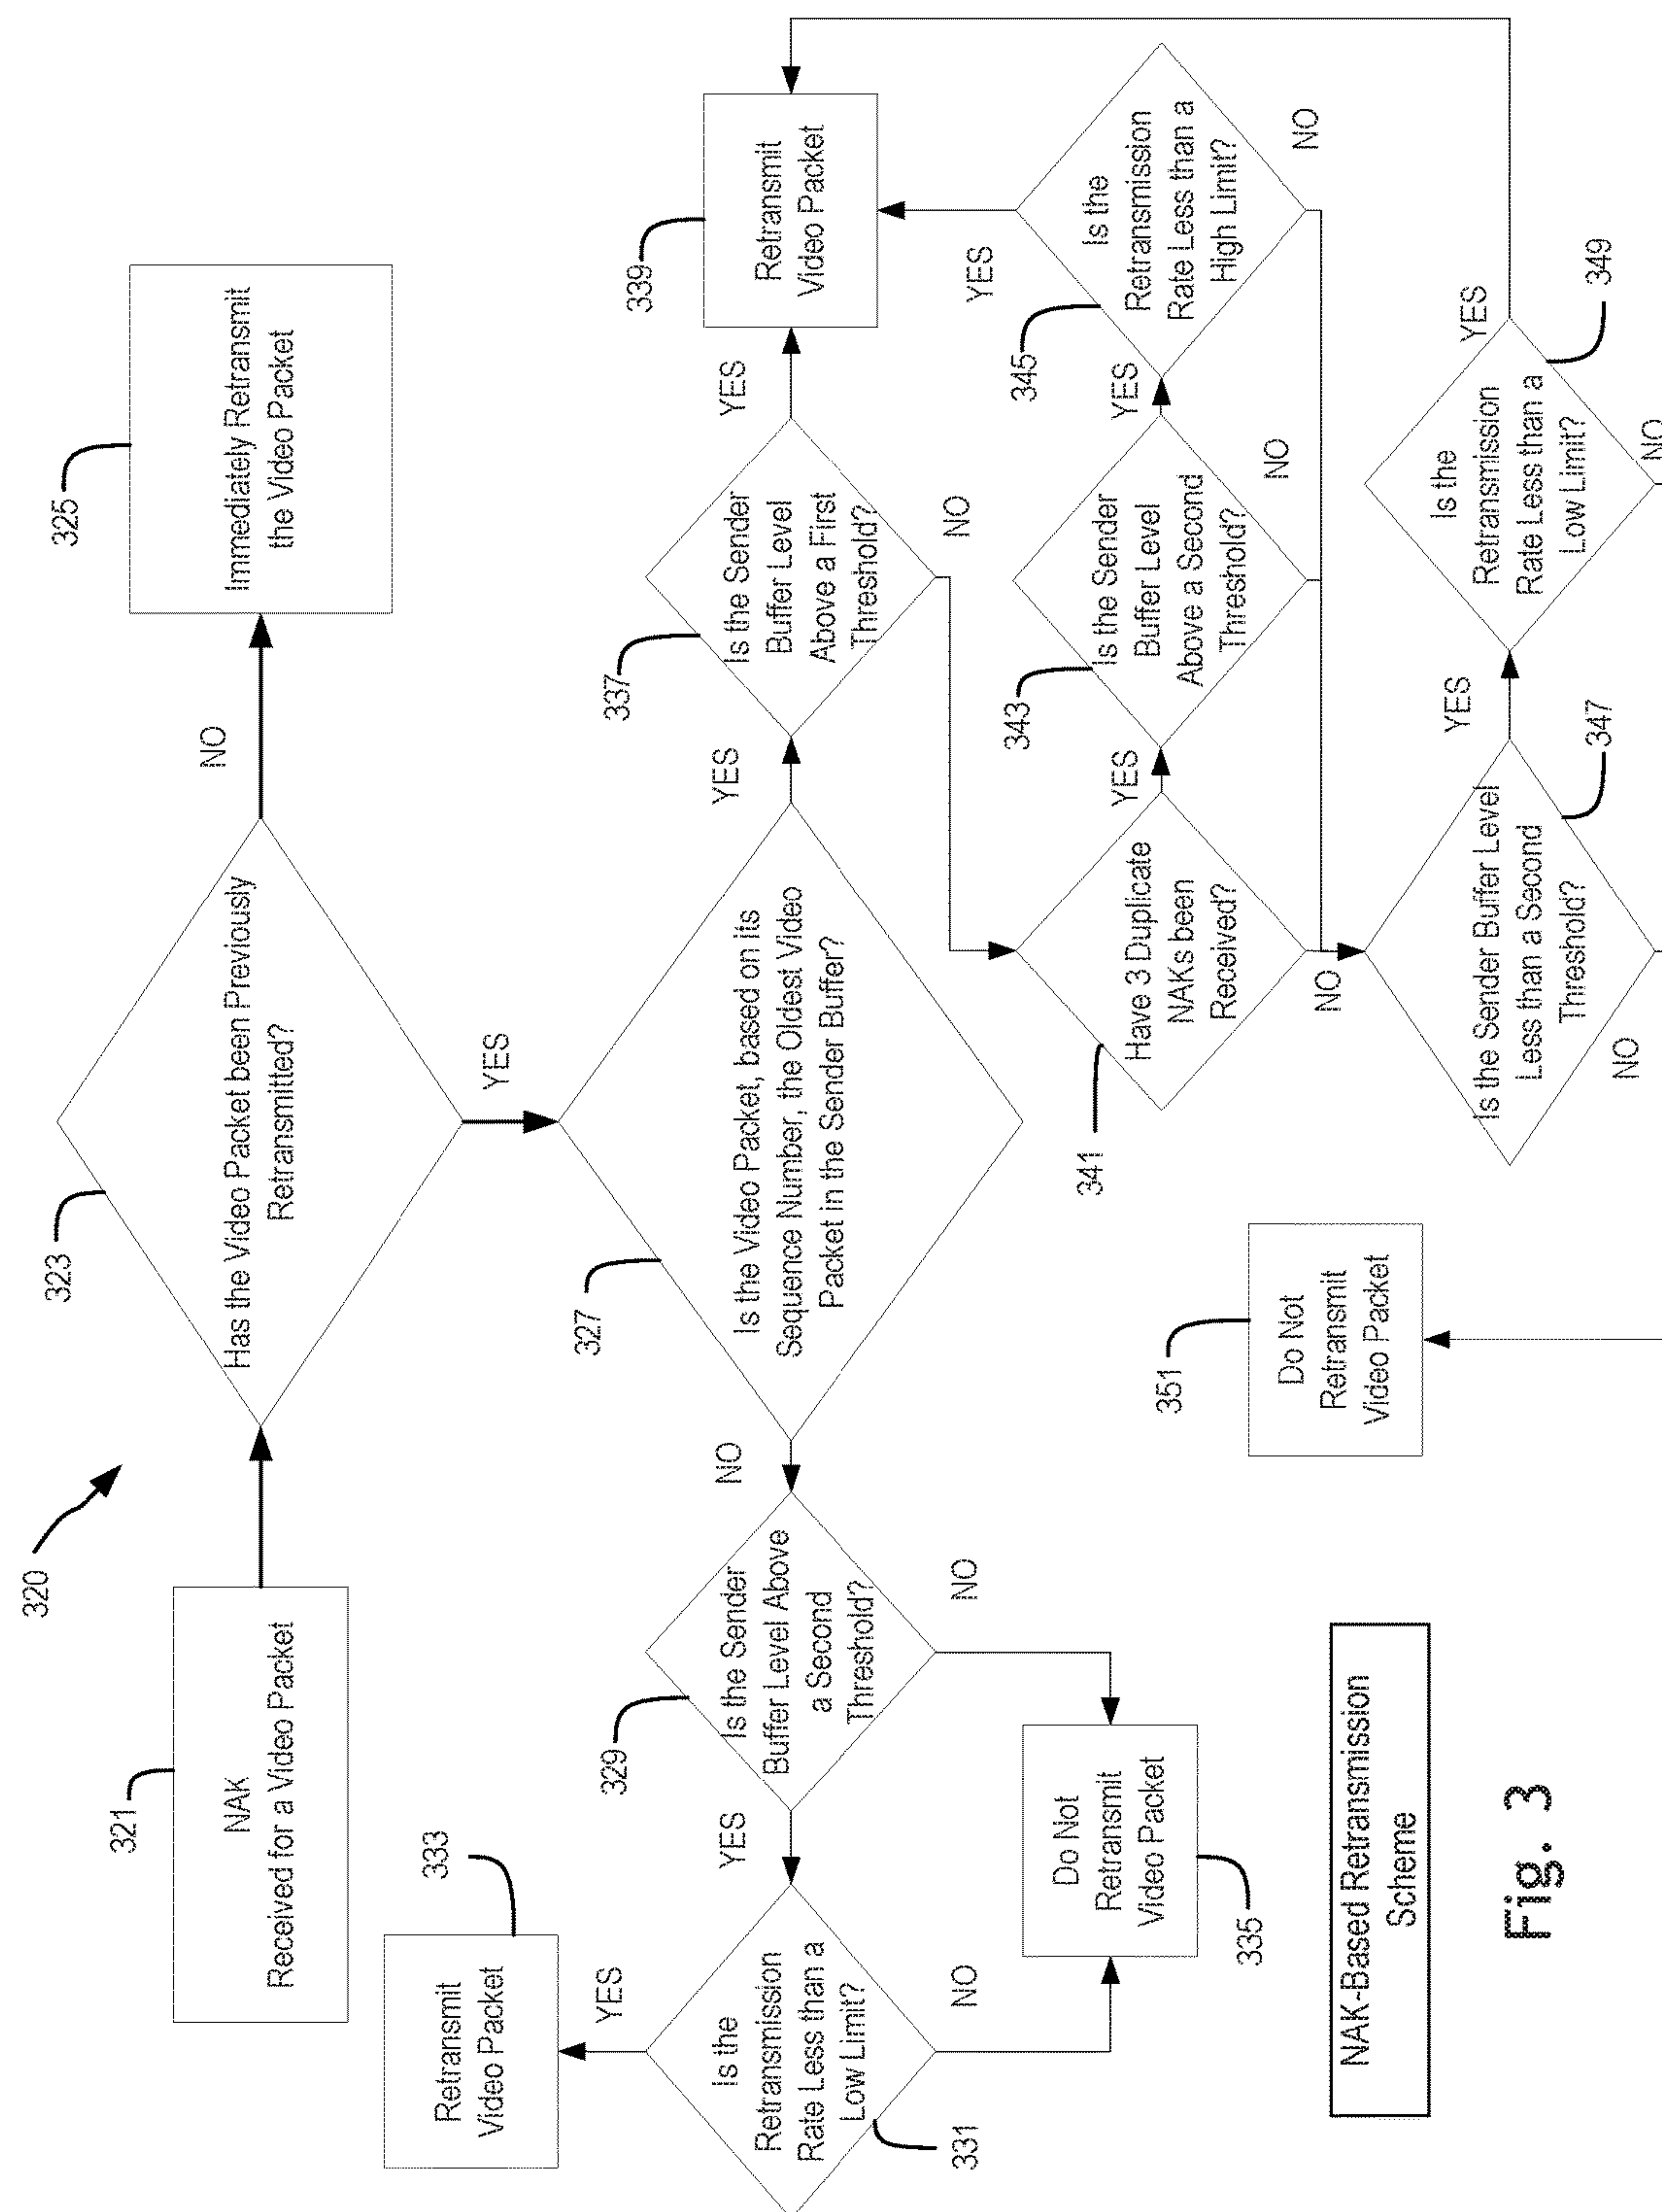 320
321
NAK
Received for a Video Packet
323
Has the Video Packet been Previously
Retransmitted?
NO
325
Immediately Retransmit
the Video Packet
YES
327
Is the Video Packet, based on its
Sequence Number, the Oldest Video
Packet in the Sender Buffer?
NO
329
Is the Sender
Buffer Level Above
a Second
Threshold?
NO
YES
331
Is the
Retransmission
Rate Less than a
Low Limit?
YES
NO
333
Retransmit
Video Packet
335
Do Not
Retransmit
Video Packet
YES
337
Is the Sender
Buffer Level
Above a First
Threshold?
YES
NO
339
Retransmit
Video Packet
341
Have 3 Duplicate
NAKs been
Received?
YES
NO
343
Is the Sender
Buffer Level
Above a Second
Threshold?
YES
NO
345
Is the
Retransmission
Rate Less than a
High Limit?
YES
NO
347
Is the Sender Buffer Level
Less than a Second
Threshold?
YES
NO
349
Is the
Retransmission
Rate Less than a
Low Limit?
YES
NO
351
Do Not
Retransmit
Video Packet
NAK-Based Retransmission
Scheme
Fig. 3